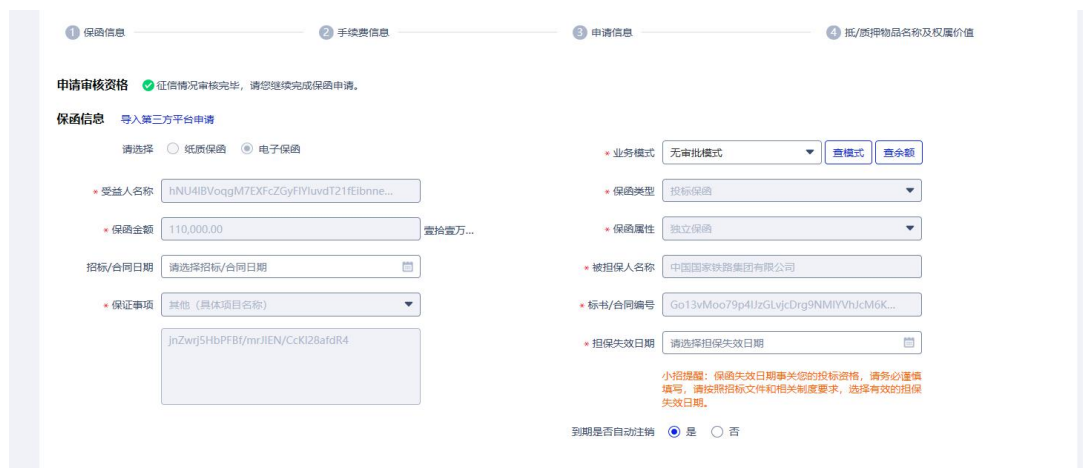 1 保函信息 2 手续费信息 3 申请信息 4 抵/质押物品名称及权属价值
申请审核资格 征信情况审核完毕，请您继续完成保函申请。
保函信息 导入第三方平台申请
请选择 纸质保函 电子保函
* 业务模式 无审批模式 查模式 查余额
* 受益人名称 hNU4IBVoqgM7EXFcZGyFlYluvdT21fEibnne...
* 保函类型 投标保函
* 保函金额 110,000.00 壹拾壹万...
* 保函属性 独立保函
招标/合同日期 请选择招标/合同日期
* 被担保人名称 中国国家铁路集团有限公司
* 保证事项 其他（具体项目名称）
* 标书/合同编号 Go13vMoo79p4UzGLvjcDrg9NMlYVhJcM6K...
jnZwrj5HbPFBf/mrJIEN/CcKl28afdR4
* 担保失效日期 请选择担保失效日期
小招提醒：保函失效日期事关您的投标资格，请务必谨慎
填写，请按照招标文件和相关制度要求，选择有效的担保
失效日期。
到期是否自动注销 是 否